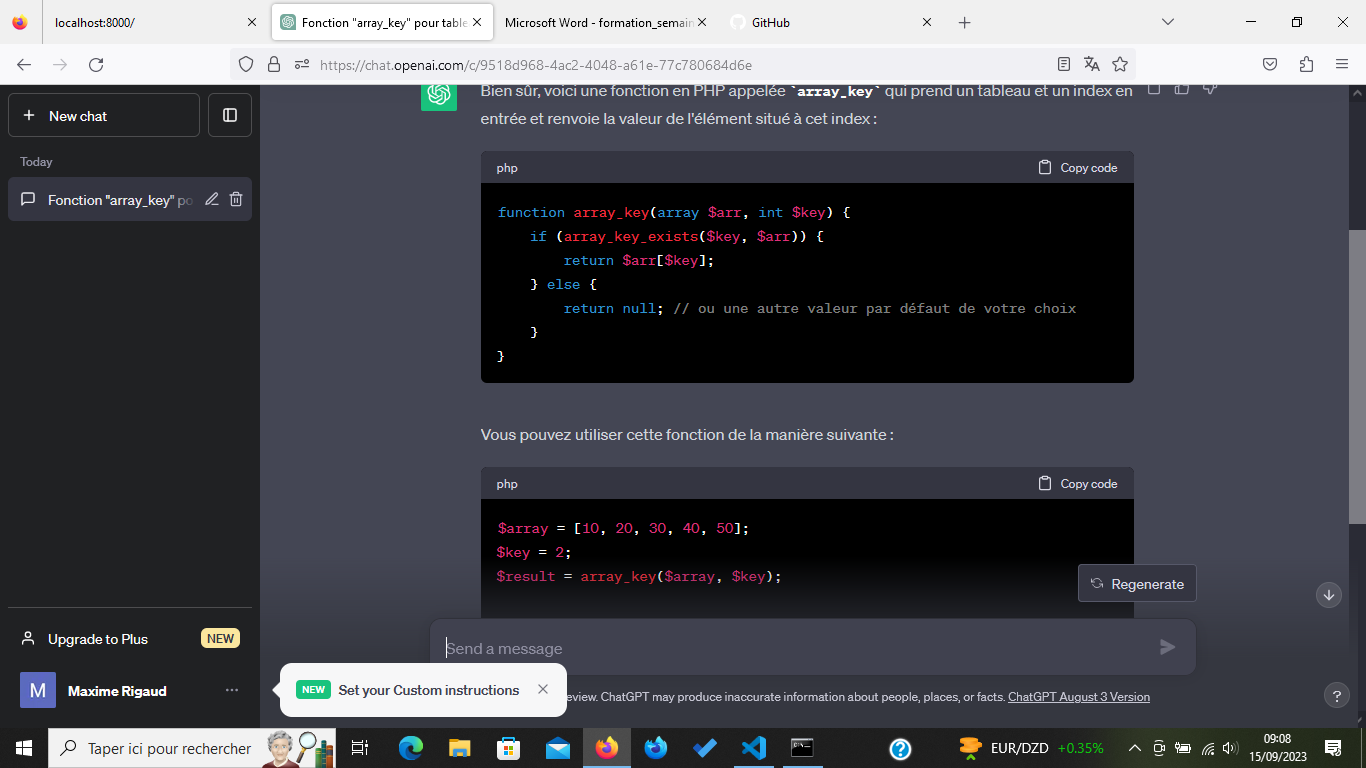 localhost:8000/
Fonction "array_key" pour table
Microsoft Word - formation_semain
GitHub
https://chat.openai.com/c/9518d968-4ac2-4048-a61e-77c780684d6e
New chat
Today
Fonction "array_key" po
Bien sûr, voici une fonction en PHP appelée `array_key` qui prend un tableau et un index en
entrée et renvoie la valeur de l'élément situé à cet index :
php
Copy code
function array_key(array $arr, int $key) {
    if (array_key_exists($key, $arr)) {
        return $arr[$key];
    } else {
        return null; // ou une autre valeur par défaut de votre choix
    }
}
Vous pouvez utiliser cette fonction de la manière suivante :
php
Copy code
$array = [10, 20, 30, 40, 50];
$key = 2;
$result = array_key($array, $key);
Regenerate
Send a message
Upgrade to Plus
NEW
M
Maxime Rigaud
NEW
Set your Custom instructions
eview. ChatGPT may produce inaccurate information about people, places, or facts. ChatGPT August 3 Version
?
Taper ici pour rechercher
EUR/DZD +0.35%
09:08
15/09/2023